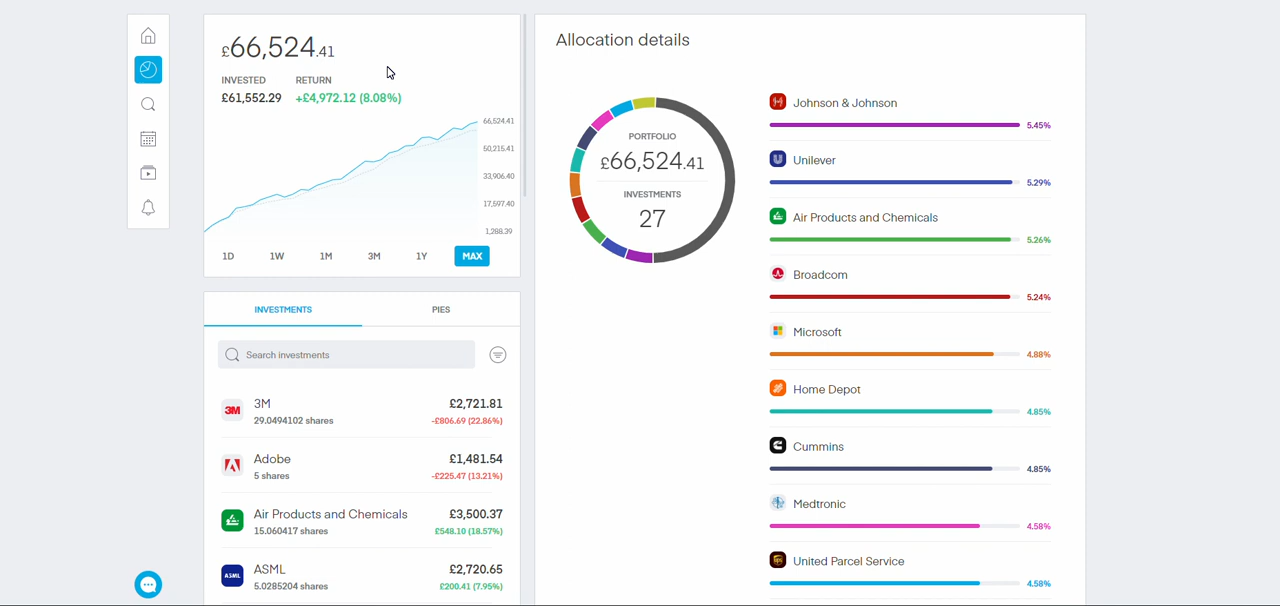 £66,524.41
INVESTED RETURN
£61,552.29 +£4,972.12 (8.08%)
66,524.41
50,215.41
33,906.40
17,597.40
1,288.39
1D 1W 1M 3M 1Y MAX
INVESTMENTS PIES
Search investments
3M
3M £2,721.81
29.0494102 shares -£806.69 (22.86%)
Adobe £1,481.54
5 shares -£225.47 (13.21%)
Air Products and Chemicals £3,500.37
15.060417 shares £548.10 (18.57%)
ASML
ASML £2,720.65
5.0285204 shares £200.41 (7.95%)
Allocation details
PORTFOLIO
£66,524.41
INVESTMENTS
27
Johnson & Johnson
5.45%
Unilever
5.29%
Air Products and Chemicals
5.26%
Broadcom
5.24%
Microsoft
4.88%
Home Depot
4.85%
Cummins
4.85%
Medtronic
4.58%
United Parcel Service
4.58%